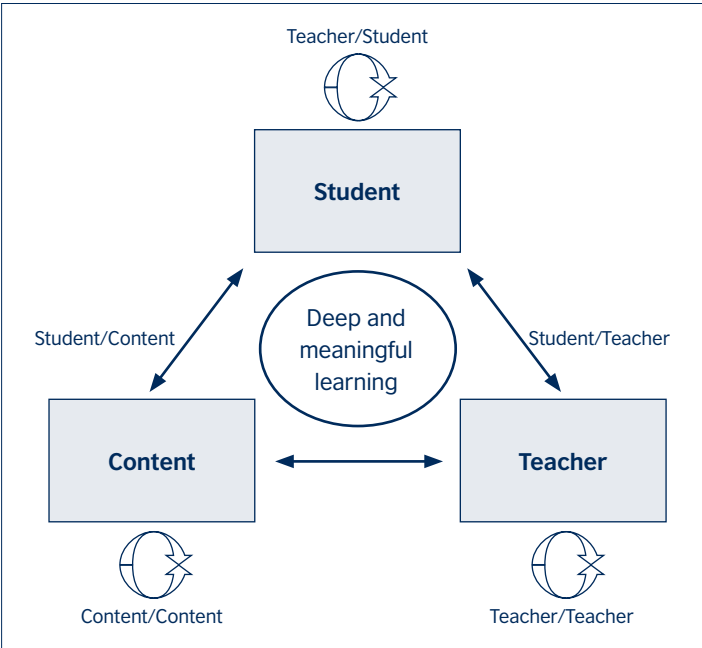 Teacher/Student
Student
Student/Content
Deep and
meaningful
learning
Student/Teacher
Content
Teacher
Content/Content
Teacher/Teacher